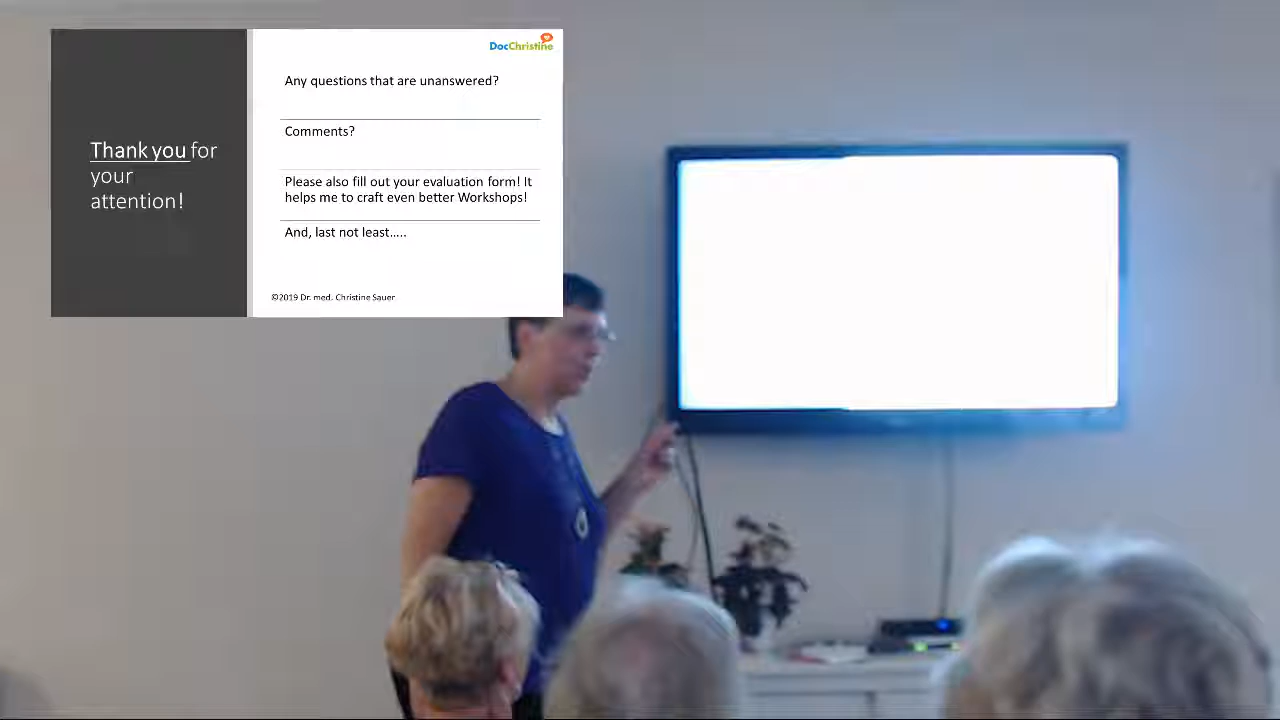 Thank you for
your
attention!
DocChristine
Any questions that are unanswered?
Comments?
Please also fill out your evaluation form! It
helps me to craft even better Workshops!
And, last not least.....
©2019 Dr. med. Christine Sauer